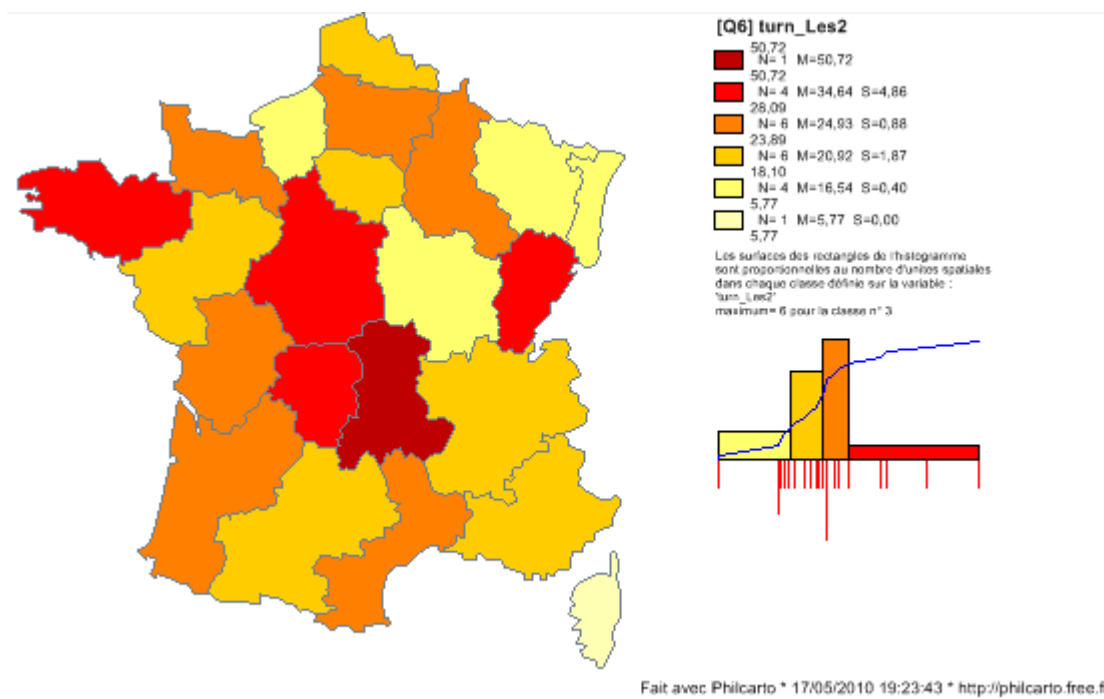 [Q6] turn_Les2
50,72
N= 1 M=50,72
50,72
N= 4 M=34,64 S=4,86
28,09
N= 6 M=24,93 S=0,88
23,89
N= 6 M=20,92 S=1,87
18,10
N= 4 M=16,54 S=0,40
5,77
N= 1 M=5,77 S=0,00
5,77
Les surfaces des rectangles de l'histogramme
sont proportionnelles au nombre d'unites spatiales
dans chaque classe définie sur la variable :
'turn_Les2'
maximum= 6 pour la classe n° 3
Fait avec Philcarto * 17/05/2010 19:23:43 * http://philcarto.free.f